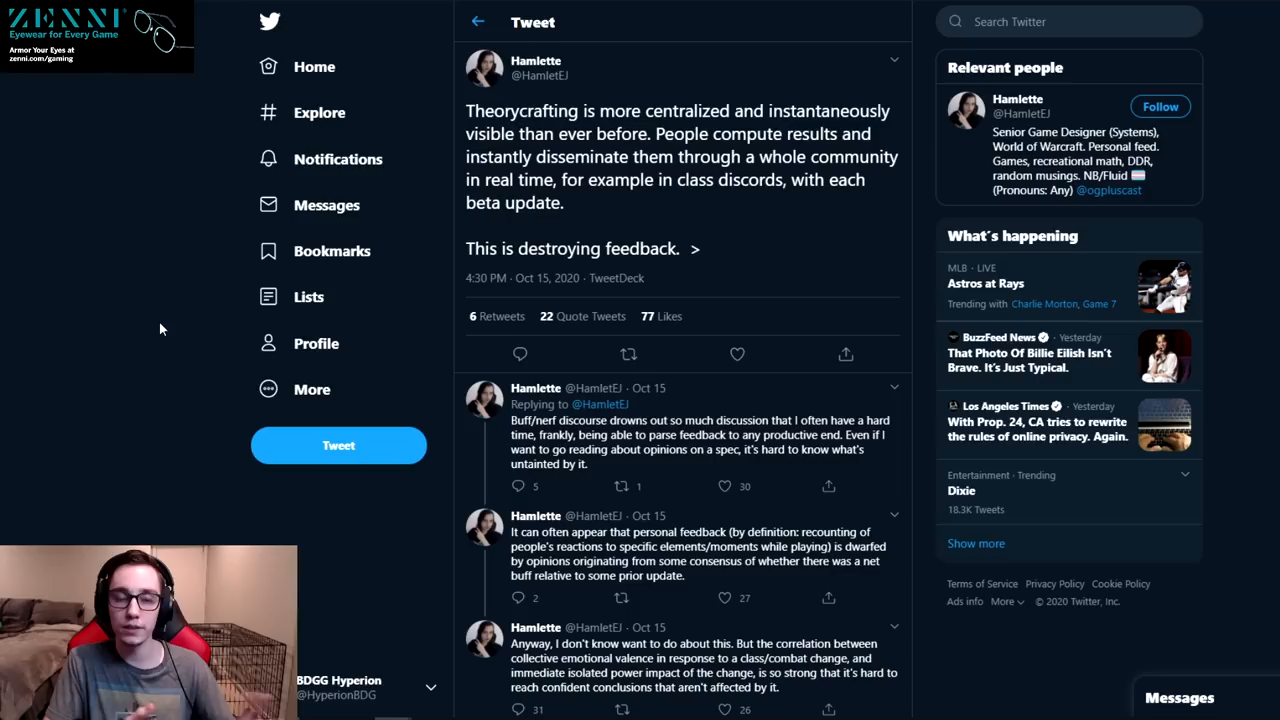 ZENNI®
Eyewear for Every Game
Armor Your Eyes at
zenni.com/gaming
Home
Explore
Notifications
Messages
Bookmarks
Lists
Profile
More
Tweet
BDGG Hyperion
@HyperionBDG
Tweet
Hamlette
@HamletEJ
Theorycrafting is more centralized and instantaneously
visible than ever before. People compute results and
instantly disseminate them through a whole community
in real time, for example in class discords, with each
beta update.
This is destroying feedback. >
4:30 PM · Oct 15, 2020 · TweetDeck
6 Retweets 22 Quote Tweets 77 Likes
Hamlette @HamletEJ · Oct 15
Replying to @HamletEJ
Buff/nerf discourse drowns out so much discussion that I often have a hard
time, frankly, being able to parse feedback to any productive end. Even if I
want to go reading about opinions on a spec, it's hard to know what's
untainted by it.
5 1 30
Hamlette @HamletEJ · Oct 15
It can often appear that personal feedback (by definition: recounting of
people's reactions to specific elements/moments while playing) is dwarfed
by opinions originating from some consensus of whether there was a net
buff relative to some prior update.
2 27
Hamlette @HamletEJ · Oct 15
Anyway, I don't know want to do about this. But the correlation between
collective emotional valence in response to a class/combat change, and
immediate isolated power impact of the change, is so strong that it's hard to
reach confident conclusions that aren't affected by it.
31 26
Search Twitter
Relevant people
Hamlette
@HamletEJ
Follow
Senior Game Designer (Systems),
World of Warcraft. Personal feed.
Games, recreational math, DDR,
random musings. NB/Fluid
(Pronouns: Any) @ogpluscast
What's happening
MLB · LIVE
Astros at Rays
Trending with Charlie Morton, Game 7
BuzzFeed News · Yesterday
That Photo Of Billie Eilish Isn't
Brave. It's Just Typical.
Los Angeles Times · Yesterday
With Prop. 24, CA tries to rewrite
the rules of online privacy. Again.
Entertainment · Trending
Dixie
18.3K Tweets
Show more
Terms of Service Privacy Policy Cookie Policy
Ads info More © 2020 Twitter, Inc.
Messages